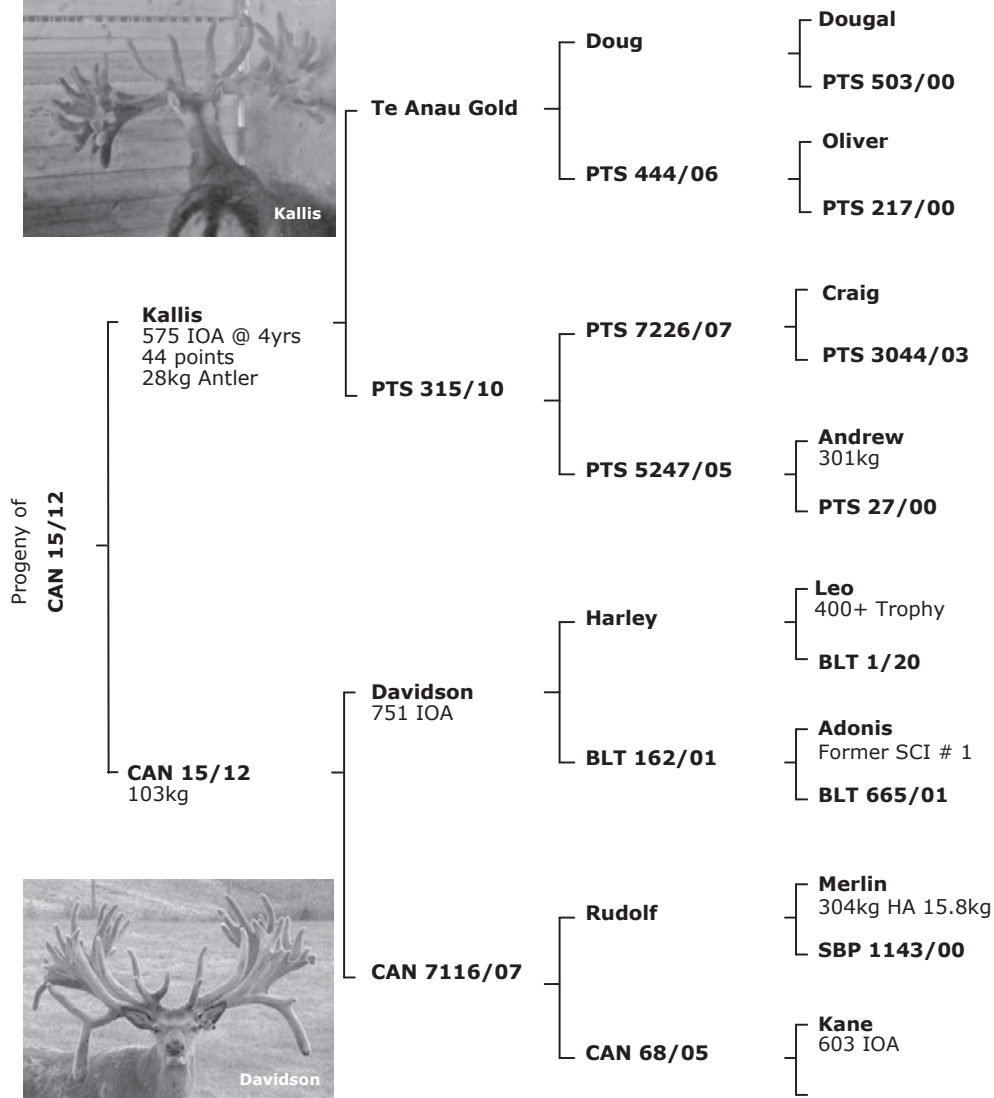 Kallis
Progeny of
CAN 15/12
Kallis
575 IOA @ 4yrs
44 points
28kg Antler
CAN 15/12
103kg
Te Anau Gold
PTS 315/10
Davidson
751 IOA
CAN 7116/07
Doug
PTS 444/06
PTS 7226/07
PTS 5247/05
Harley
BLT 162/01
Rudolf
CAN 68/05
Dougal
PTS 503/00
Oliver
PTS 217/00
Craig
PTS 3044/03
Andrew
301kg
PTS 27/00
Leo
400+ Trophy
BLT 1/20
Adonis
Former SCI # 1
BLT 665/01
Merlin
304kg HA 15.8kg
SBP 1143/00
Kane
603 IOA
Davidson